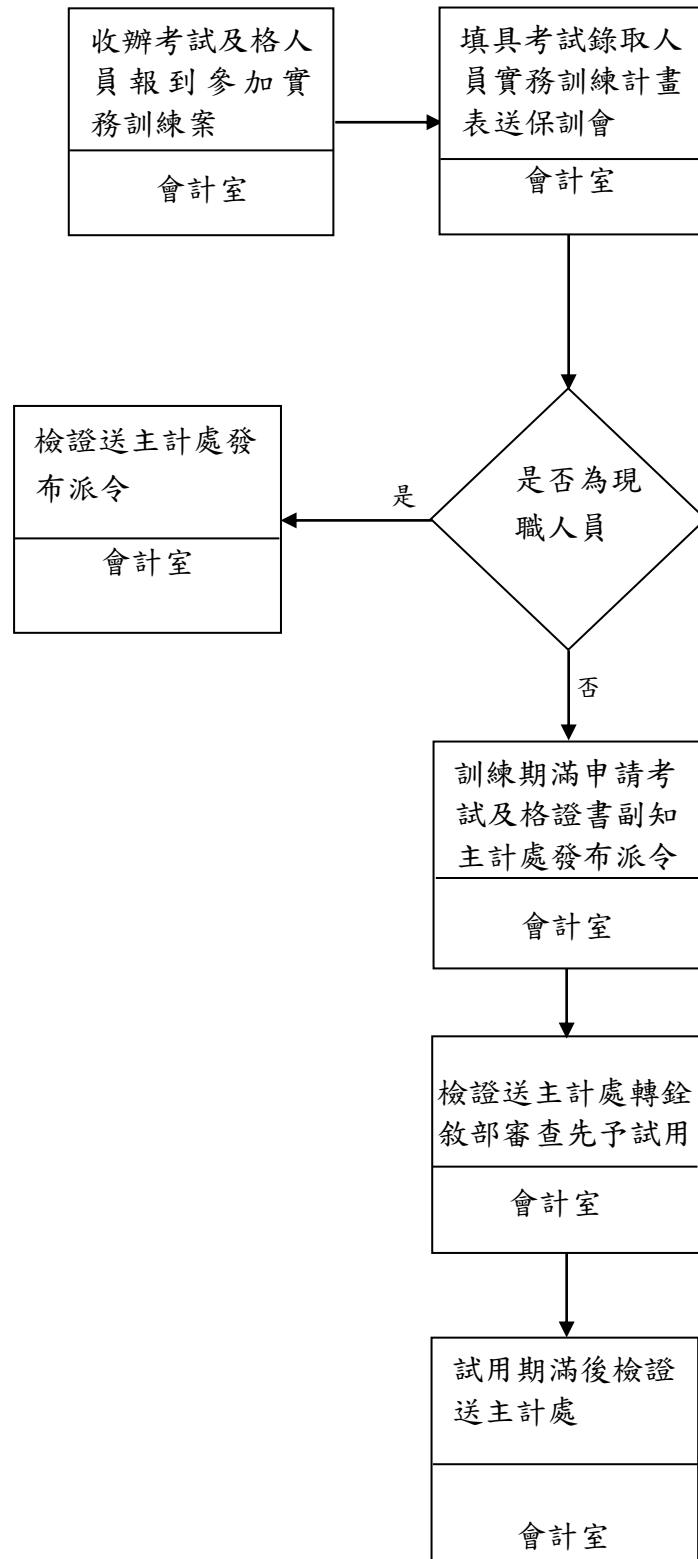 收辦考試及格人
員報到參加實
務訓練案
會計室
填具考試錄取人
員實務訓練計畫
表送保訓會
會計室
是否為現
職人員
是
檢證送主計處發
布派令
會計室
否
訓練期滿申請考
試及格證書副知
主計處發布派令
會計室
檢證送主計處轉銓
敘部審查先予試用
會計室
試用期滿後檢證
送主計處
會計室